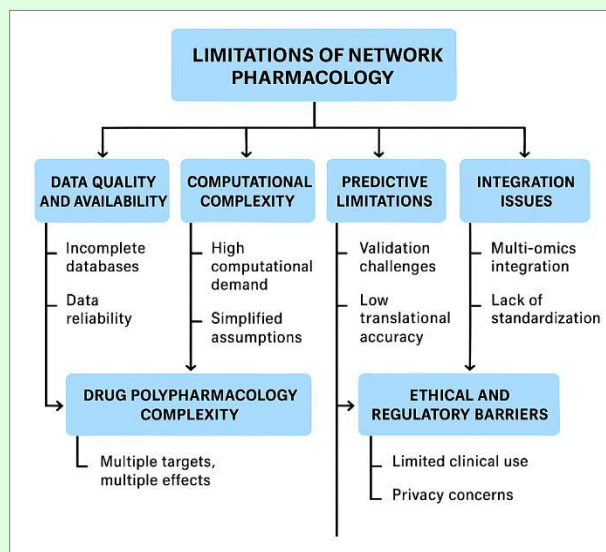 LIMITATIONS OF NETWORK
PHARMACOLOGY
DATA QUALITY
AND AVAILABILITY
Incomplete
databases
Data
reliability
COMPUTATIONAL
COMPLEXITY
High
computational
demand
Simplified
assumptions
PREDICTIVE
LIMITATIONS
Validation
challenges
Low
translational
accuracy
INTEGRATION
ISSUES
Multi-omics
integration
Lack of
standardization
DRUG POLYPHARMACOLOGY
COMPLEXITY
Multiple targets,
multiple effects
ETHICAL AND
REGULATORY BARRIERS
Limited clinical use
Privacy concerns